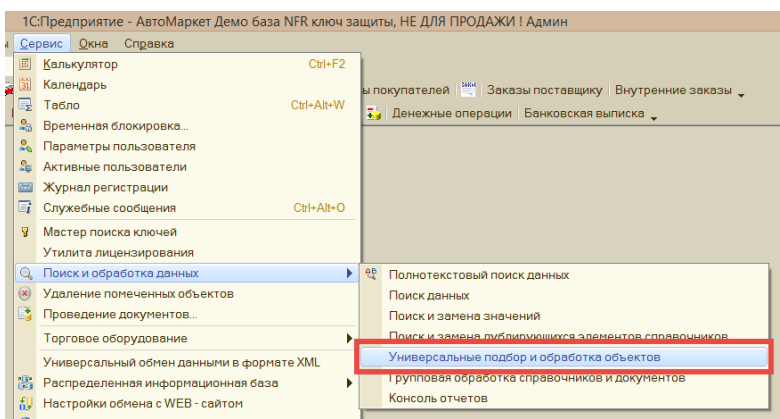 1С:Предприятие - АвтоМаркет Демо база NFR ключ защиты, НЕ ДЛЯ ПРОДАЖИ ! Админ
ы Сервис Окна Справка
Калькулятор Ctrl+F2
Календарь
ы покупателей Заказы поставщику Внутренние заказы
Табло Ctrl+Alt+W
Денежные операции Банковская выписка
Временная блокировка...
Параметры пользователя
Активные пользователи
Журнал регистрации
Служебные сообщения Ctrl+Alt+O
Мастер поиска ключей
Утилита лицензирования
Поиск и обработка данных
Полнотекстовый поиск данных
Удаление помеченных объектов
Поиск данных
Проведение документов...
Поиск и замена значений
Торговое оборудование
Поиск и замена дублирующихся элементов справочников
Универсальный обмен данными в формате XML
Универсальные подбор и обработка объектов
Распределенная информационная база
Групповая обработка справочников и документов
Настройки обмена с WEB - сайтом
Консоль отчетов